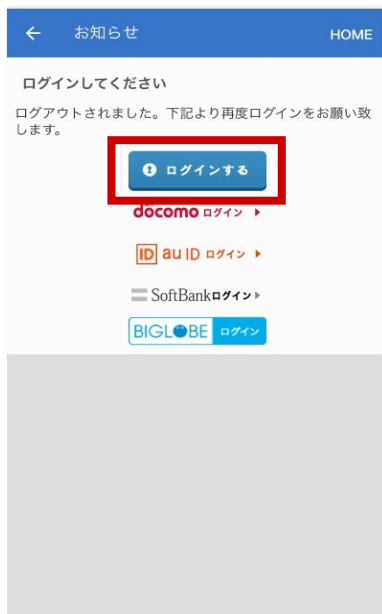 ← お知らせ HOME
ログインしてください
ログアウトされました。下記より再度ログインをお願い致
します。
ログインする
docomo ログイン
ID au ID ログイン
SoftBankログイン
BIGLOBE ログイン